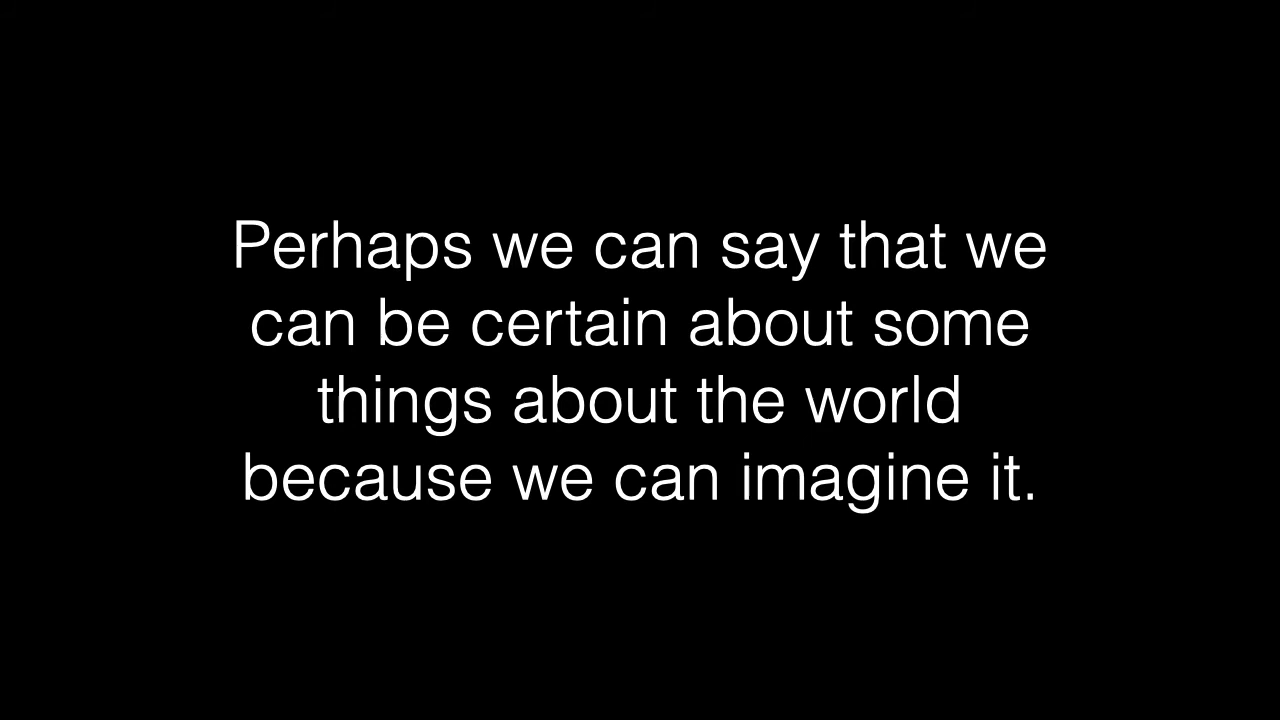 Perhaps we can say that we
can be certain about some
things about the world
because we can imagine it.